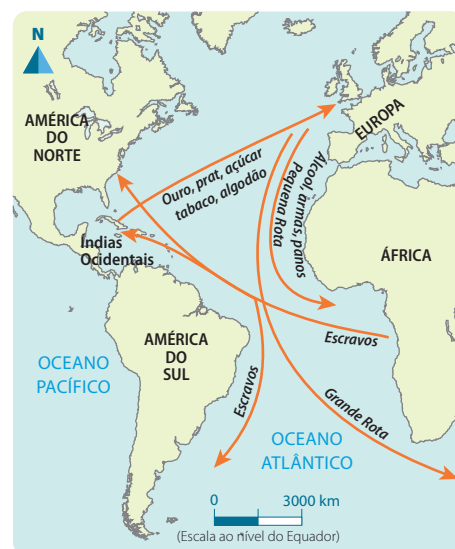 N
AMÉRICA
DO
NORTE
EUROPA
Ouro, prat, açúcar
tabaco, algodão
Álcool, armas, panos
Pequena Rota
Índias
Ocidentais
ÁFRICA
AMÉRICA
DO
SUL
Escravos
Escravos
Grande Rota
OCEANO
PACÍFICO
OCEANO
ATLÂNTICO
0 3000 km
(Escala ao nível do Equador)